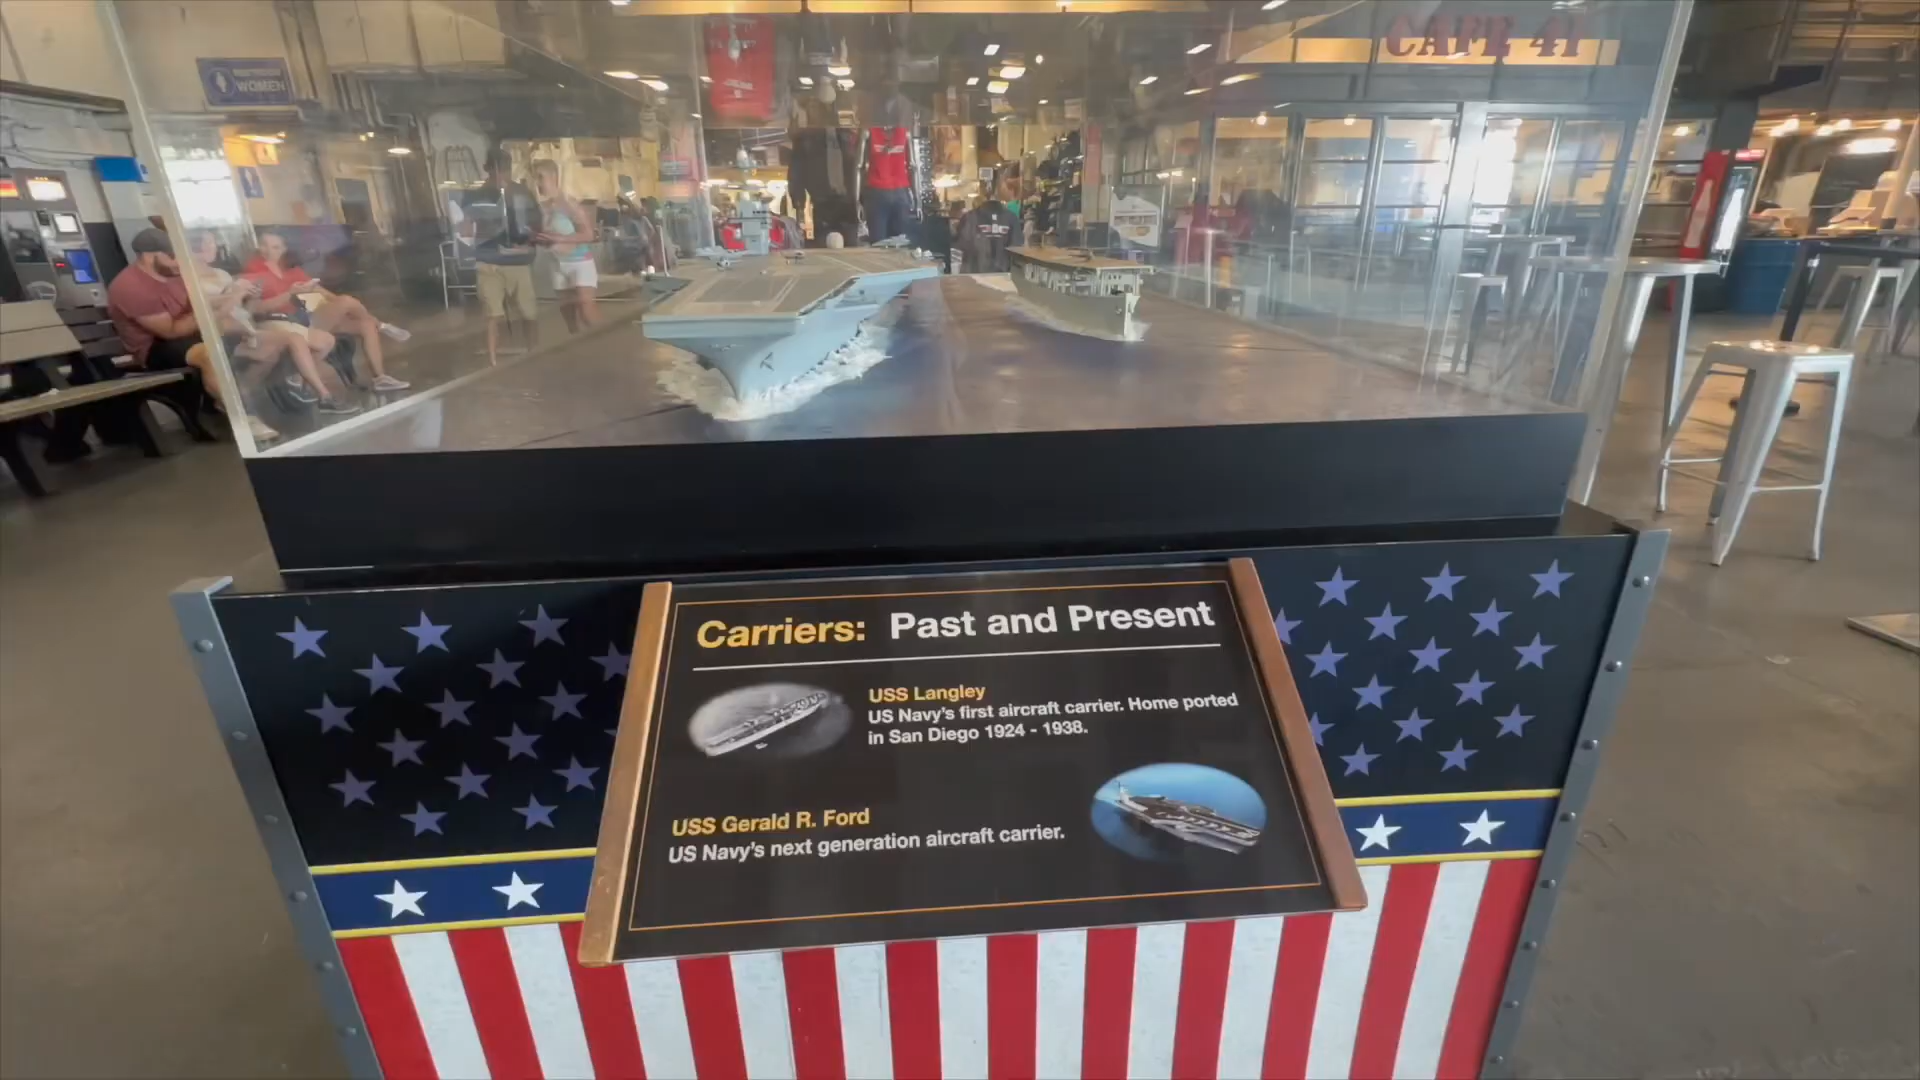 WOMEN
CAFE 41
Carriers: Past and Present
USS Langley
US Navy's first aircraft carrier. Home ported
in San Diego 1924 - 1938.
USS Gerald R. Ford
US Navy's next generation aircraft carrier.